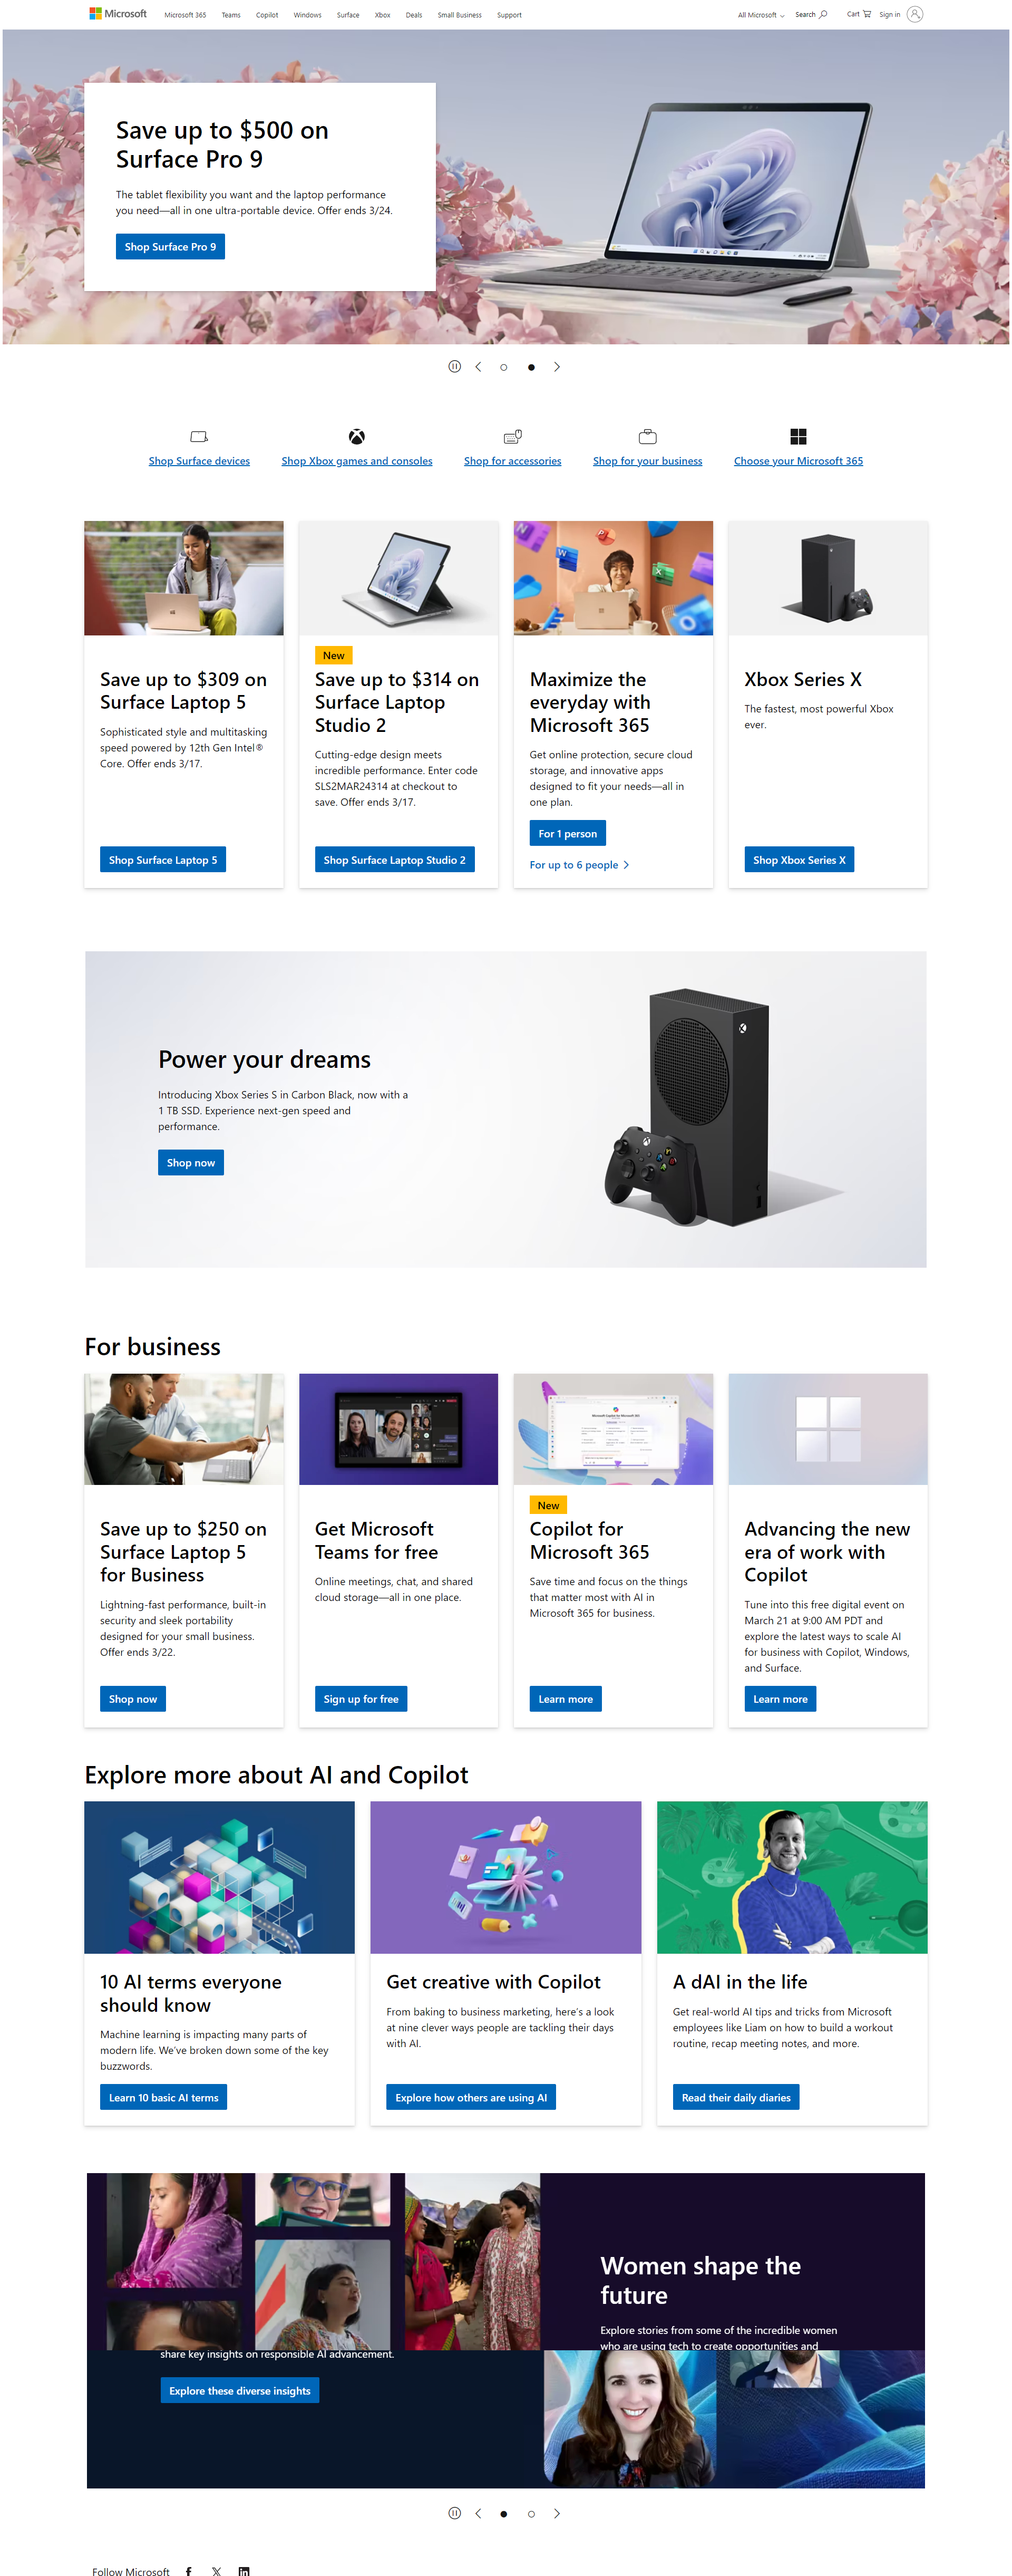 Microsoft
Microsoft 365 Teams Copilot Windows Surface Xbox Deals Small Business Support
All Microsoft Search Cart Sign in
Save up to $500 on
Surface Pro 9
The tablet flexibility you want and the laptop performance
you need—all in one ultra-portable device. Offer ends 3/24.
Shop Surface Pro 9
Shop Surface devices
Shop Xbox games and consoles
Shop for accessories
Shop for your business
Choose your Microsoft 365
Save up to $309 on
Surface Laptop 5
Sophisticated style and multitasking
speed powered by 12th Gen Intel®
Core. Offer ends 3/17.
Shop Surface Laptop 5
New
Save up to $314 on
Surface Laptop
Studio 2
Cutting-edge design meets
incredible performance. Enter code
SLS2MAR24314 at checkout to
save. Offer ends 3/17.
Shop Surface Laptop Studio 2
Maximize the
everyday with
Microsoft 365
Get online protection, secure cloud
storage, and innovative apps
designed to fit your needs—all in
one plan.
For 1 person
For up to 6 people
Xbox Series X
The fastest, most powerful Xbox
ever.
Shop Xbox Series X
Power your dreams
Introducing Xbox Series S in Carbon Black, now with a
1 TB SSD. Experience next-gen speed and
performance.
Shop now
For business
Save up to $250 on
Surface Laptop 5
for Business
Lightning-fast performance, built-in
security and sleek portability
designed for your small business.
Offer ends 3/22.
Shop now
Get Microsoft
Teams for free
Online meetings, chat, and shared
cloud storage—all in one place.
Sign up for free
New
Copilot for
Microsoft 365
Save time and focus on the things
that matter most with AI in
Microsoft 365 for business.
Learn more
Advancing the new
era of work with
Copilot
Tune into this free digital event on
March 21 at 9:00 AM PDT and
explore the latest ways to scale AI
for business with Copilot, Windows,
and Surface.
Learn more
Explore more about AI and Copilot
10 AI terms everyone
should know
Machine learning is impacting many parts of
modern life. We've broken down some of the key
buzzwords.
Learn 10 basic AI terms
Get creative with Copilot
From baking to business marketing, here's a look
at nine clever ways people are tackling their days
with AI.
Explore how others are using AI
A dAI in the life
Get real-world AI tips and tricks from Microsoft
employees like Liam on how to build a workout
routine, recap meeting notes, and more.
Read their daily diaries
Women shape the
future
Explore stories from some of the incredible women
who are using tech to create opportunities and
share key insights on responsible AI advancement.
Explore these diverse insights
Follow Microsoft